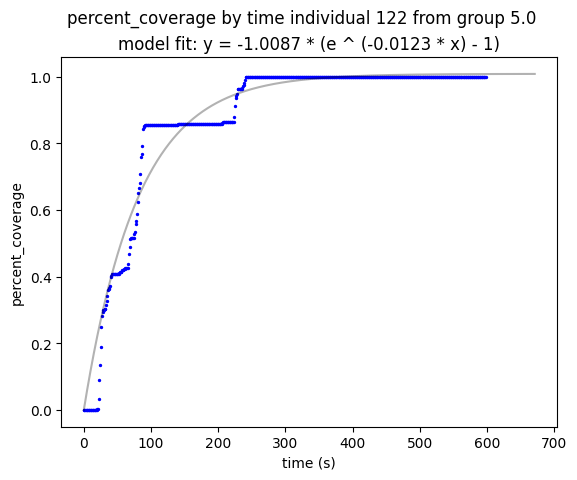 percent_coverage by time individual 122 from group 5.0
model fit: y = -1.0087 * (e ^ (-0.0123 * x) - 1)
percent_coverage
1.0
0.8
0.6
0.4
0.2
0.0
0 100 200 300 400 500 600 700
time (s)